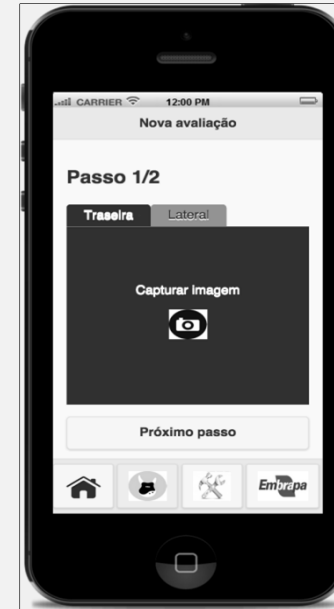 CARRIER 12:00 PM
Nova avaliação
Passo 1/2
Traseira Lateral
Capturar imagem
Próximo passo
Embrapa